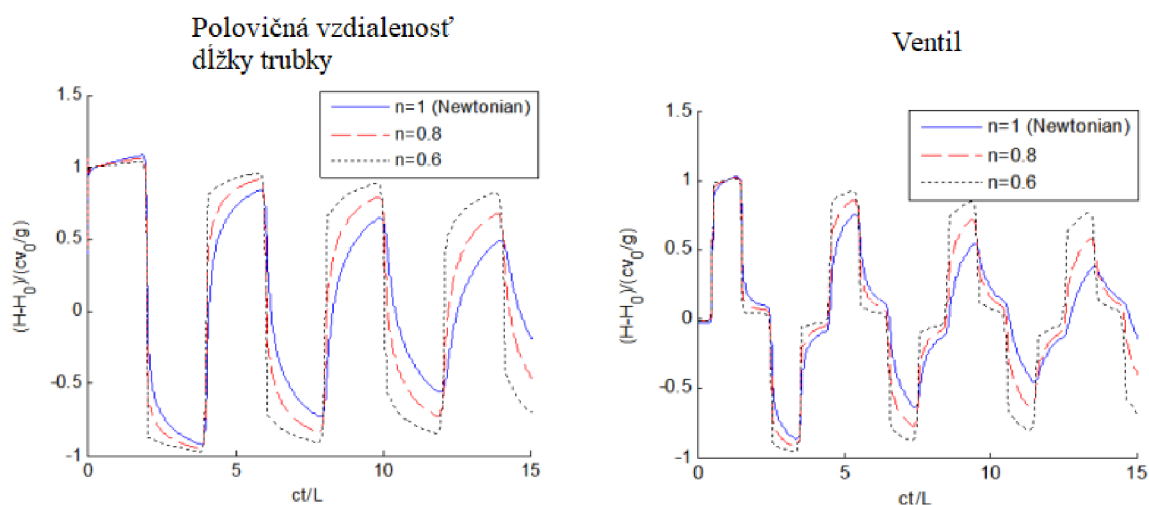 Polovičná vzdialenosť
dĺžky trubky
1.5
1
0.5
0
-0.5
-1
0
5
10
15
(H-H0)/(cv0/g)
ct/L
n=1 (Newtonian)
n=0.8
n=0.6
Ventil
1.5
1
0.5
0
-0.5
-1
0
5
10
15
(H-H0)/(cv0/g)
ct/L
n=1 (Newtonian)
n=0.8
n=0.6